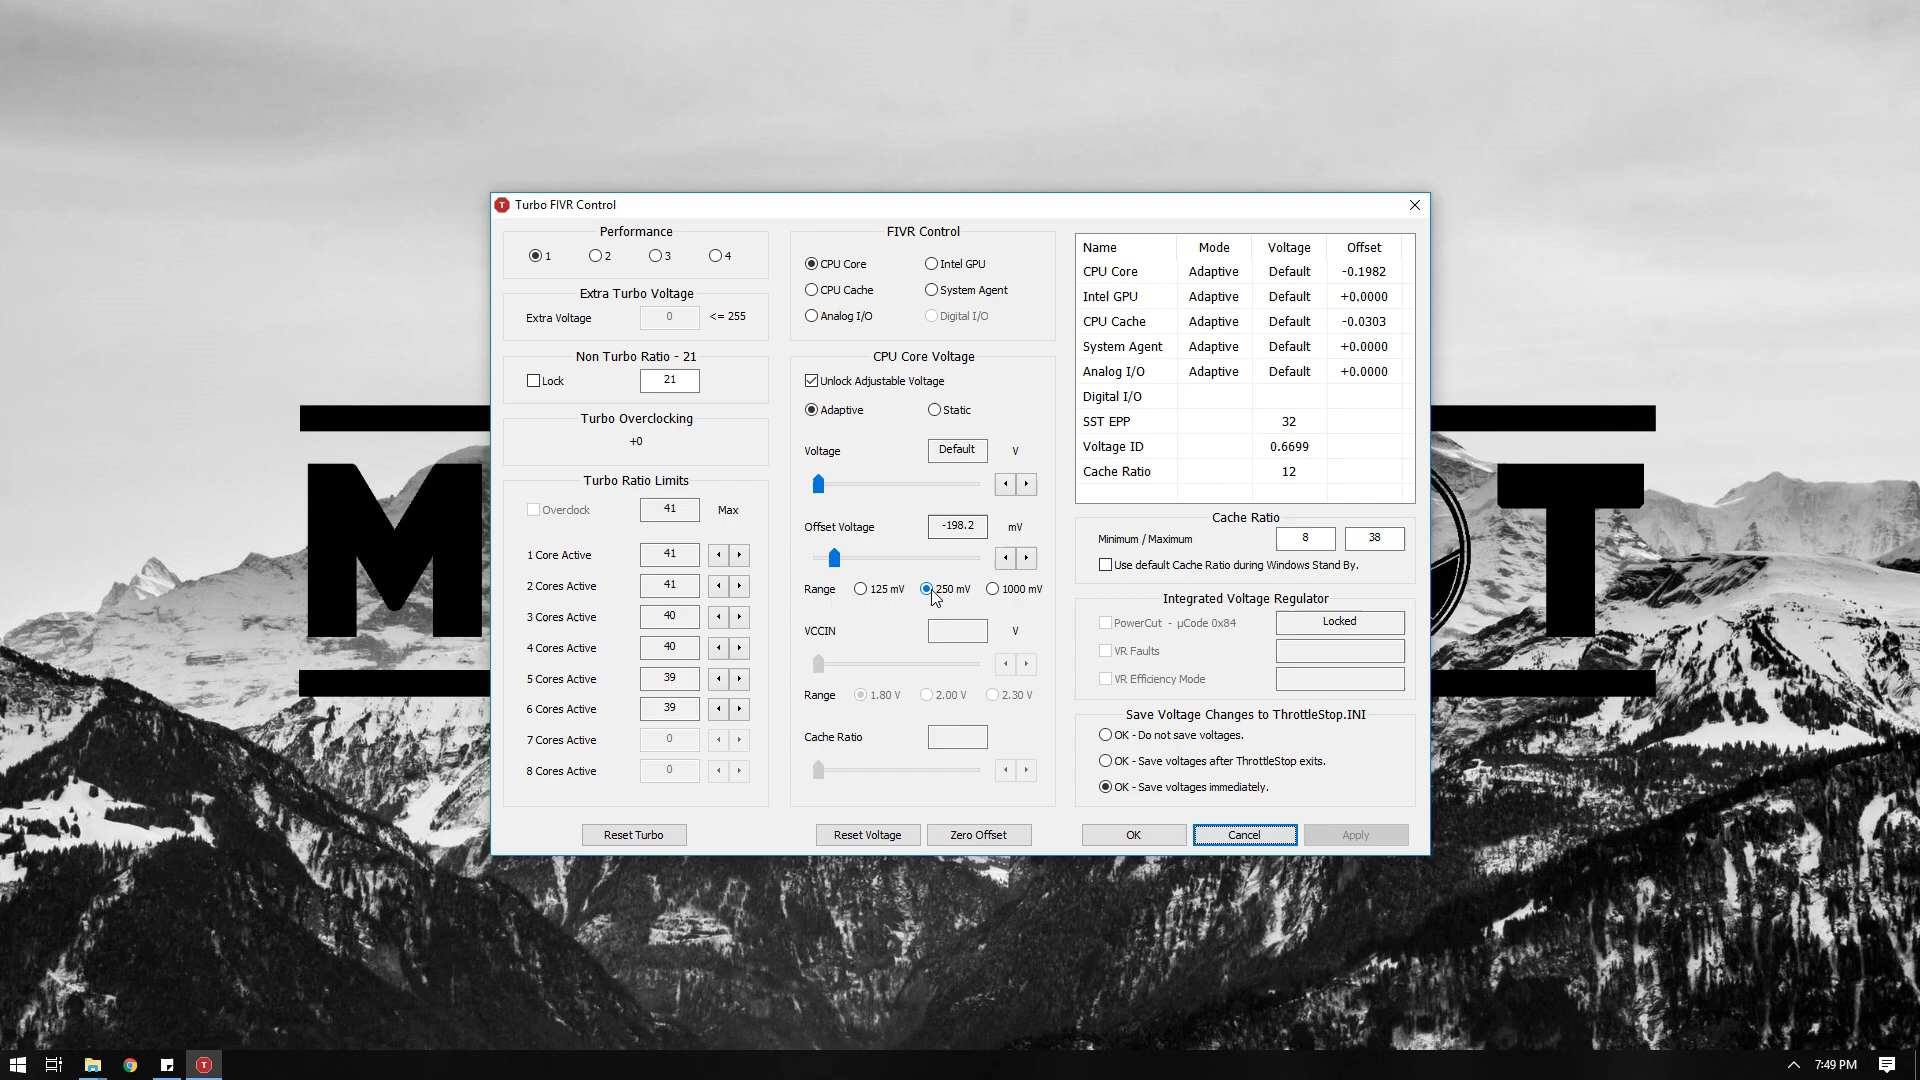 Turbo FIVR Control
Performance
1 2 3 4
Extra Turbo Voltage
Extra Voltage 0 <= 255
Non Turbo Ratio - 21
Lock 21
Turbo Overclocking
+0
Turbo Ratio Limits
Overclock 41 Max
1 Core Active 41
2 Cores Active 41
3 Cores Active 40
4 Cores Active 40
5 Cores Active 39
6 Cores Active 39
7 Cores Active 0
8 Cores Active 0
Reset Turbo
FIVR Control
CPU Core Intel GPU
CPU Cache System Agent
Analog I/O Digital I/O
CPU Core Voltage
Unlock Adjustable Voltage
Adaptive Static
Voltage Default V
Offset Voltage -198.2 mV
Range 125 mV 250 mV 1000 mV
VCCIN V
Range 1.80 V 2.00 V 2.30 V
Cache Ratio
Reset Voltage Zero Offset
Name Mode Voltage Offset
CPU Core Adaptive Default -0.1982
Intel GPU Adaptive Default +0.0000
CPU Cache Adaptive Default -0.0303
System Agent Adaptive Default +0.0000
Analog I/O Adaptive Default +0.0000
Digital I/O
SST EPP 32
Voltage ID 0.6699
Cache Ratio 12
Cache Ratio
Minimum / Maximum 8 38
Use default Cache Ratio during Windows Stand By.
Integrated Voltage Regulator
PowerCut - µCode 0x84 Locked
VR Faults
VR Efficiency Mode
Save Voltage Changes to ThrottleStop.INI
OK - Do not save voltages.
OK - Save voltages after ThrottleStop exits.
OK - Save voltages immediately.
OK Cancel Apply
M
T
7:49 PM